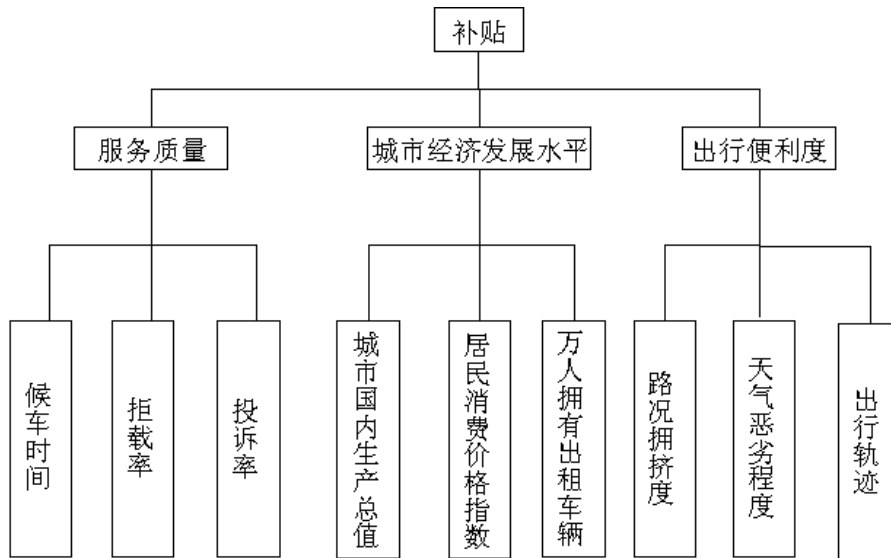 补贴
服务质量
城市经济发展水平
出行便利度
候车时间
拒载率
投诉率
城市国内生产总值
居民消费价格指数
万人拥有出租车辆
路况拥挤度
天气恶劣程度
出行轨迹